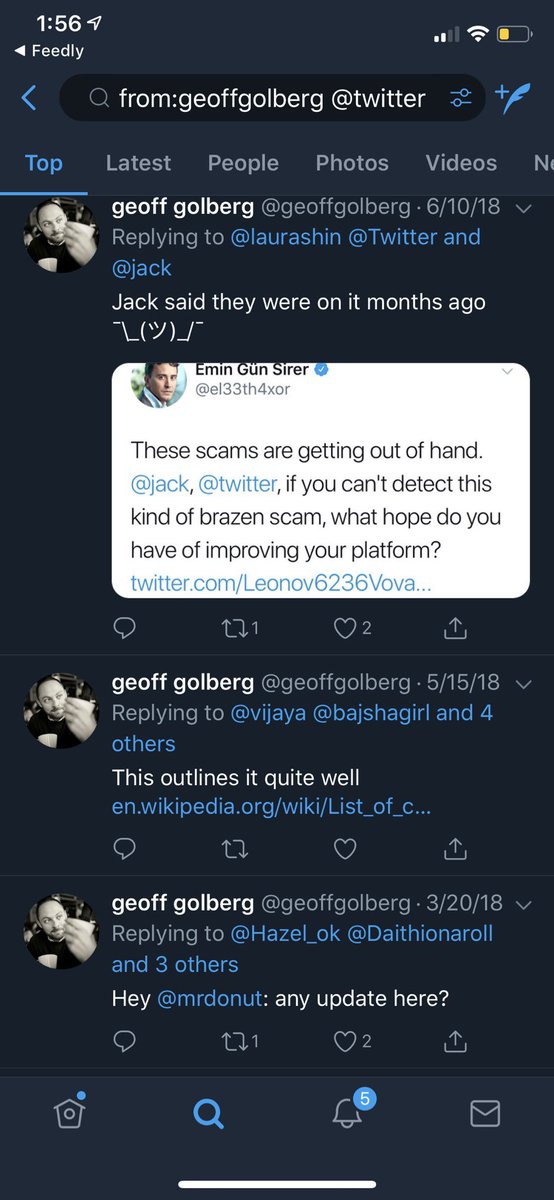 1:56
◀ Feedly
from:geoffgolberg @twitter
Top Latest People Photos Videos Ne
geoff golberg @geoffgolberg · 6/10/18
Replying to @laurashin @Twitter and
@jack
Jack said they were on it months ago
¯\_(ツ)_/¯
Emin Gün Sirer
@el33th4xor
These scams are getting out of hand.
@jack, @twitter, if you can't detect this
kind of brazen scam, what hope do you
have of improving your platform?
twitter.com/Leonov6236Vova...
1 2
geoff golberg @geoffgolberg · 5/15/18
Replying to @vijaya @bajshagirl and 4
others
This outlines it quite well
en.wikipedia.org/wiki/List_of_c...
geoff golberg @geoffgolberg · 3/20/18
Replying to @Hazel_ok @Daithionaroll
and 3 others
Hey @mrdonut: any update here?
1 2
5